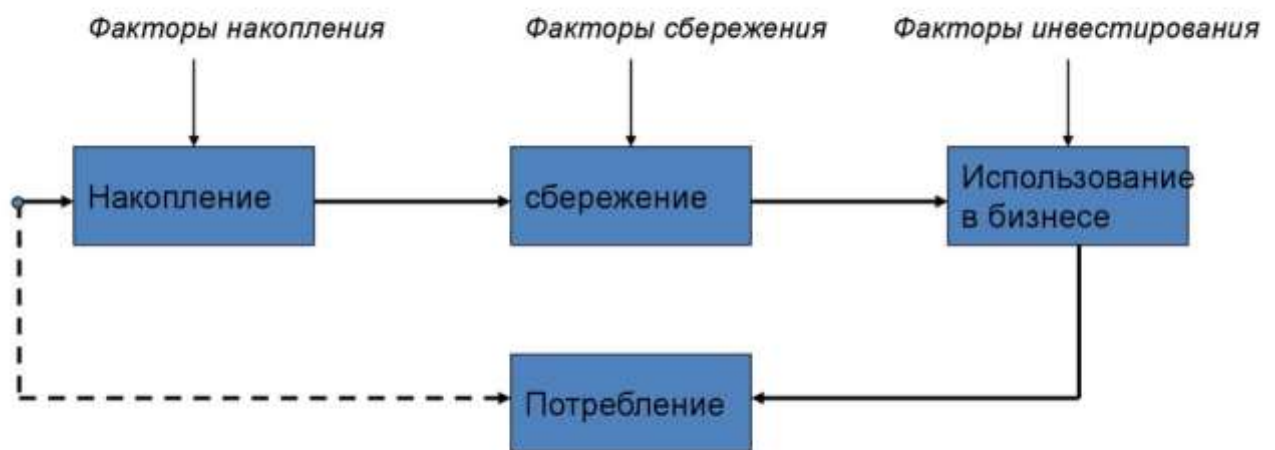 Факторы накопления
Факторы сбережения
Факторы инвестирования
Накопление
сбережение
Использование
в бизнесе
Потребление